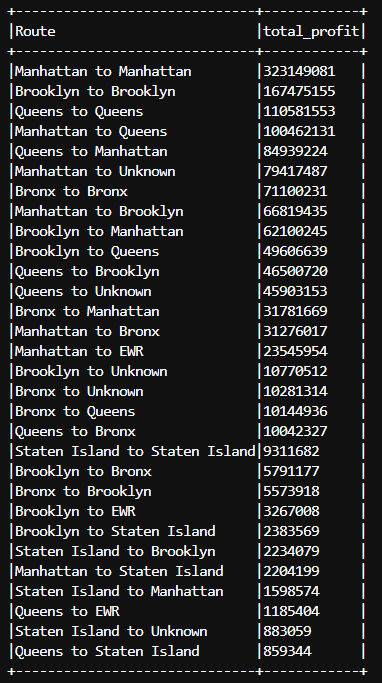 +------------------------------+------------+
|Route                         |total_profit|
+------------------------------+------------+
|Manhattan to Manhattan        |323149081   |
|Brooklyn to Brooklyn          |167475155   |
|Queens to Queens              |110581553   |
|Manhattan to Queens           |100462131   |
|Queens to Manhattan           |84939224    |
|Manhattan to Unknown          |79417487    |
|Bronx to Bronx                |71100231    |
|Manhattan to Brooklyn         |66819435    |
|Brooklyn to Manhattan         |62100245    |
|Brooklyn to Queens            |49606639    |
|Queens to Brooklyn            |46500720    |
|Queens to Unknown             |45903153    |
|Bronx to Manhattan            |31781669    |
|Manhattan to Bronx            |31276017    |
|Manhattan to EWR              |23545954    |
|Brooklyn to Unknown           |10770512    |
|Bronx to Unknown              |10281314    |
|Bronx to Queens               |10144936    |
|Queens to Bronx               |10042327    |
|Staten Island to Staten Island|9311682     |
|Brooklyn to Bronx             |5791177     |
|Bronx to Brooklyn             |5573918     |
|Brooklyn to EWR               |3267008     |
|Brooklyn to Staten Island     |2383569     |
|Staten Island to Brooklyn     |2234079     |
|Manhattan to Staten Island    |2204199     |
|Staten Island to Manhattan    |1598574     |
|Queens to EWR                 |1185404     |
|Staten Island to Unknown      |883059      |
|Queens to Staten Island       |859344      |
+------------------------------+------------+